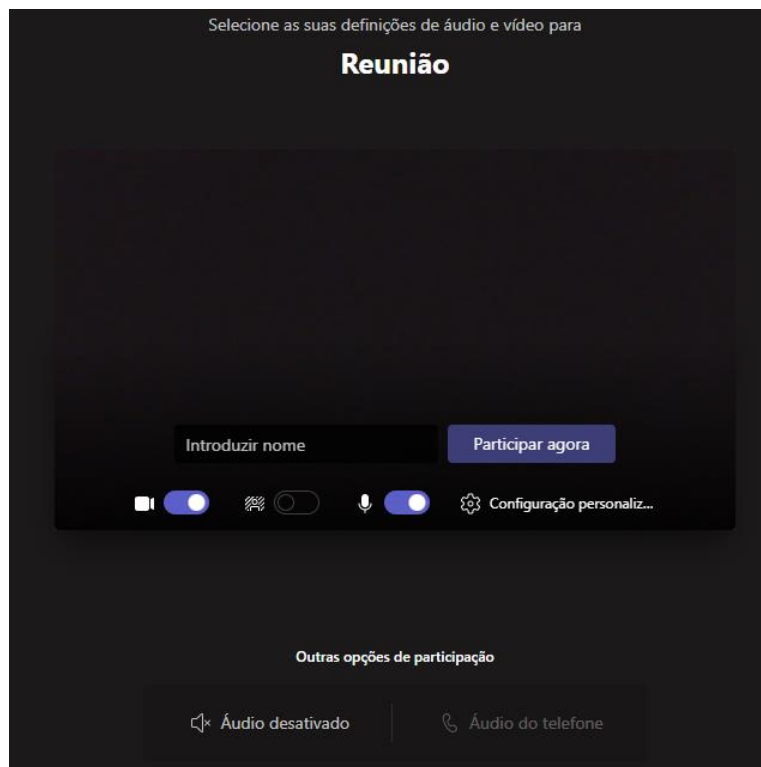 Selecione as suas definições de áudio e vídeo para
Reunião
Introduzir nome
Participar agora
Configuração personaliz...
Outras opções de participação
Áudio desativado
Áudio do telefone